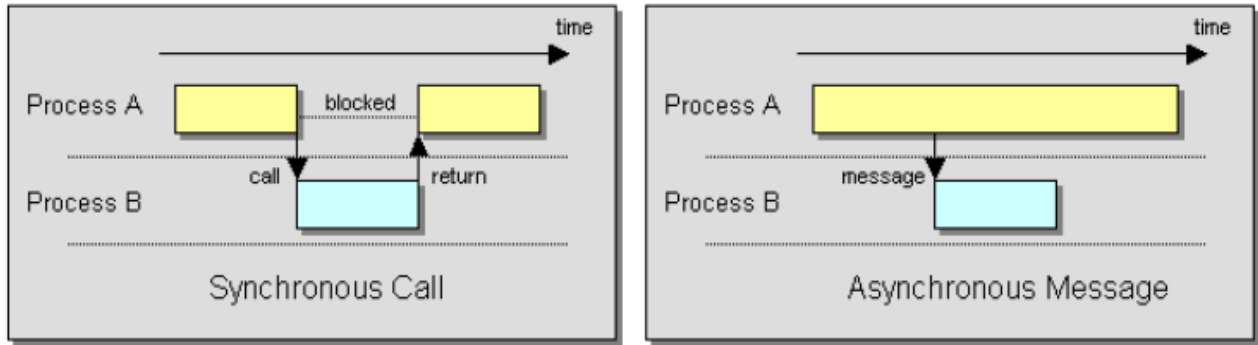 time
Process A
blocked
call
return
Process B
Synchronous Call
time
Process A
message
Process B
Asynchronous Message